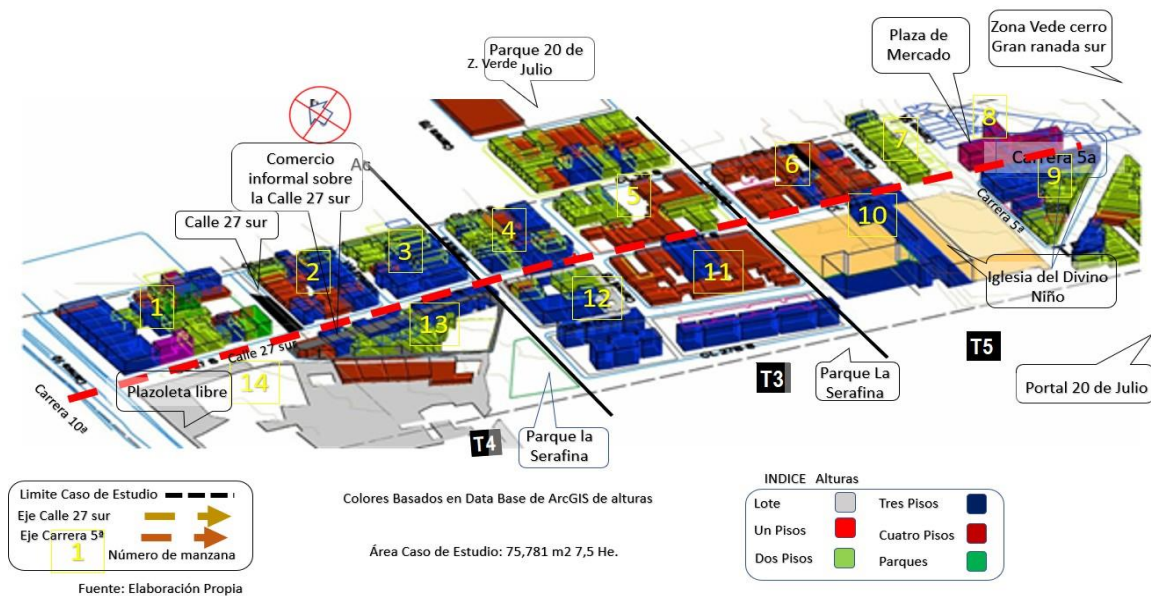 Parque 20 de
Z. Verde
Julio
Plaza de
Mercado
Zona Vede cerro
Gran ranada sur
Comercio
informal sobre
la Calle 27 sur
Ac
Calle 27 sur
1
2
3
4
5
6
7
8
9
10
11
12
13
14
Carrera 5a
Carrera 5ª
Iglesia del Divino
Niño
Calle 27 sur
Plazoleta libre
Carrera 10ª
T3
T4
T5
Parque la
Serafina
Parque La
Serafina
Portal 20 de Julio
Limite Caso de Estudio
Eje Calle 27 sur
Eje Carrera 5ª
1
Número de manzana
Fuente: Elaboración Propia
Colores Basados en Data Base de ArcGIS de alturas
Área Caso de Estudio: 75,781 m2 7,5 He.
INDICE Alturas
Lote
Un Pisos
Dos Pisos
Tres Pisos
Cuatro Pisos
Parques